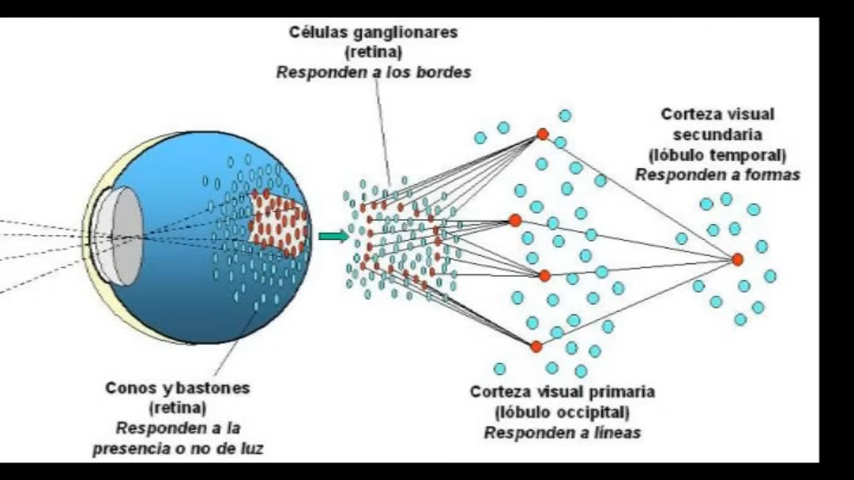 Células ganglionares
(retina)
Responden a los bordes
Corteza visual
secundaria
(lóbulo temporal)
Responden a formas
Conos y bastones
(retina)
Responden a la
presencia o no de luz
Corteza visual primaria
(lóbulo occipital)
Responden a líneas